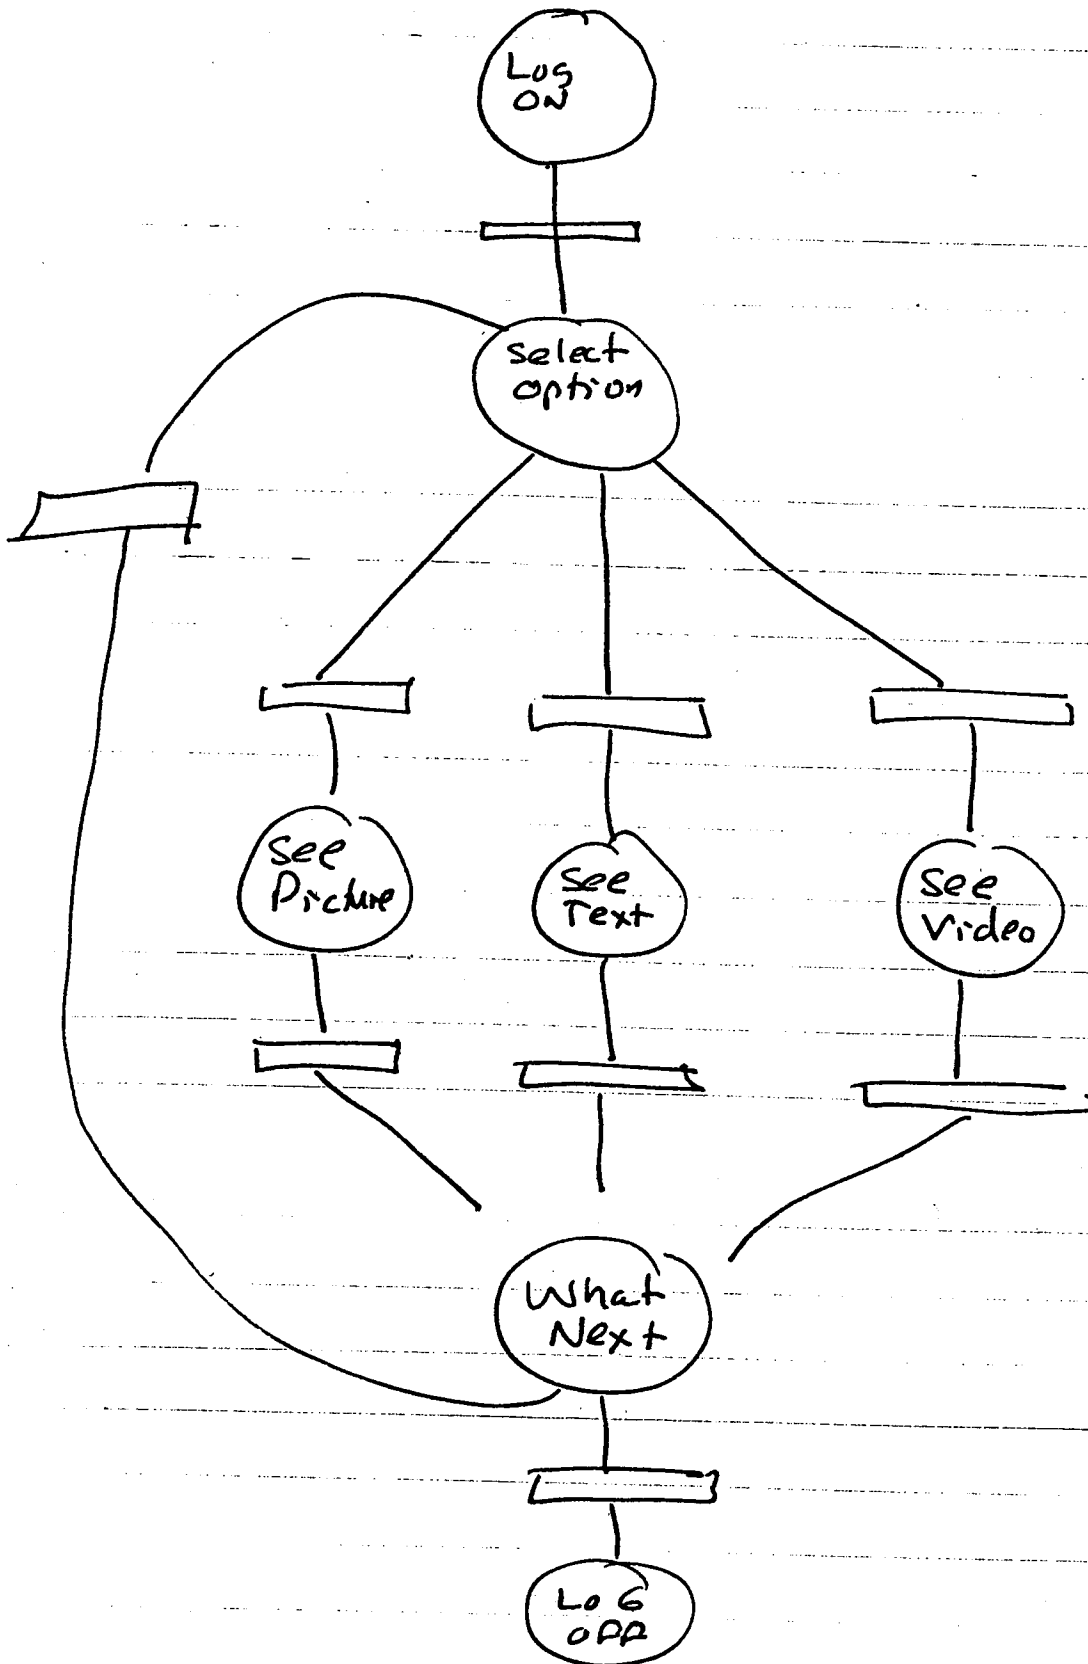 Log
ON
Select
option
See
Picture
See
Text
See
Video
What
Next
LoG
OFF